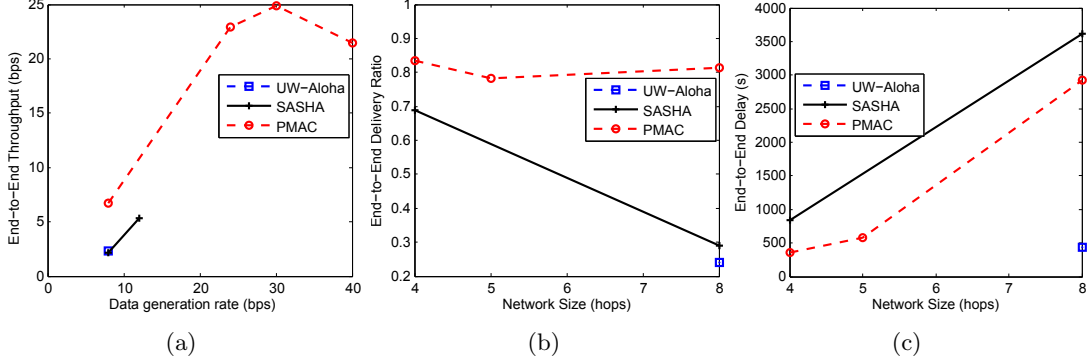 25
20
15
10
5
0
End−to−End Throughput (bps)
0 10 20 30 40
Data generation rate (bps)
UW−Aloha
SASHA
PMAC
(a)
1
0.9
0.8
0.7
0.6
0.5
0.4
0.3
0.2
End−to−End Delivery Ratio
4 5 6 7 8
Network Size (hops)
UW−Aloha
SASHA
PMAC
(b)
4000
3500
3000
2500
2000
1500
1000
500
0
End−to−End Delay (s)
4 5 6 7 8
Network Size (hops)
UW−Aloha
SASHA
PMAC
(c)